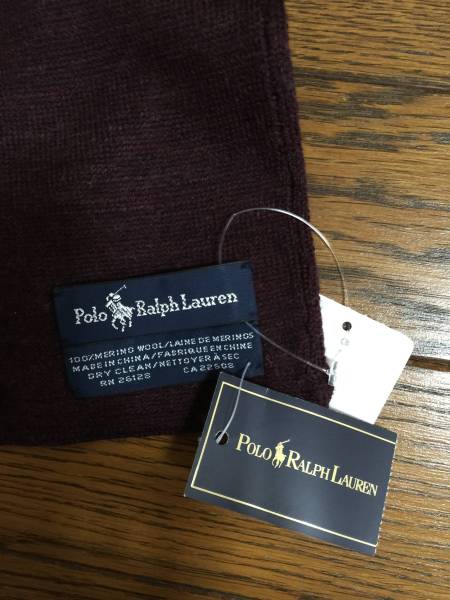 Polo Ralph Lauren
100% MERINO WOOL/LAINE DE MERINOS
MADE IN CHINA/FABRIQUE EN CHINE
DRY CLEAN/NETTOYER À SEC
RN 26128 CA 22508
POLO RALPH LAUREN